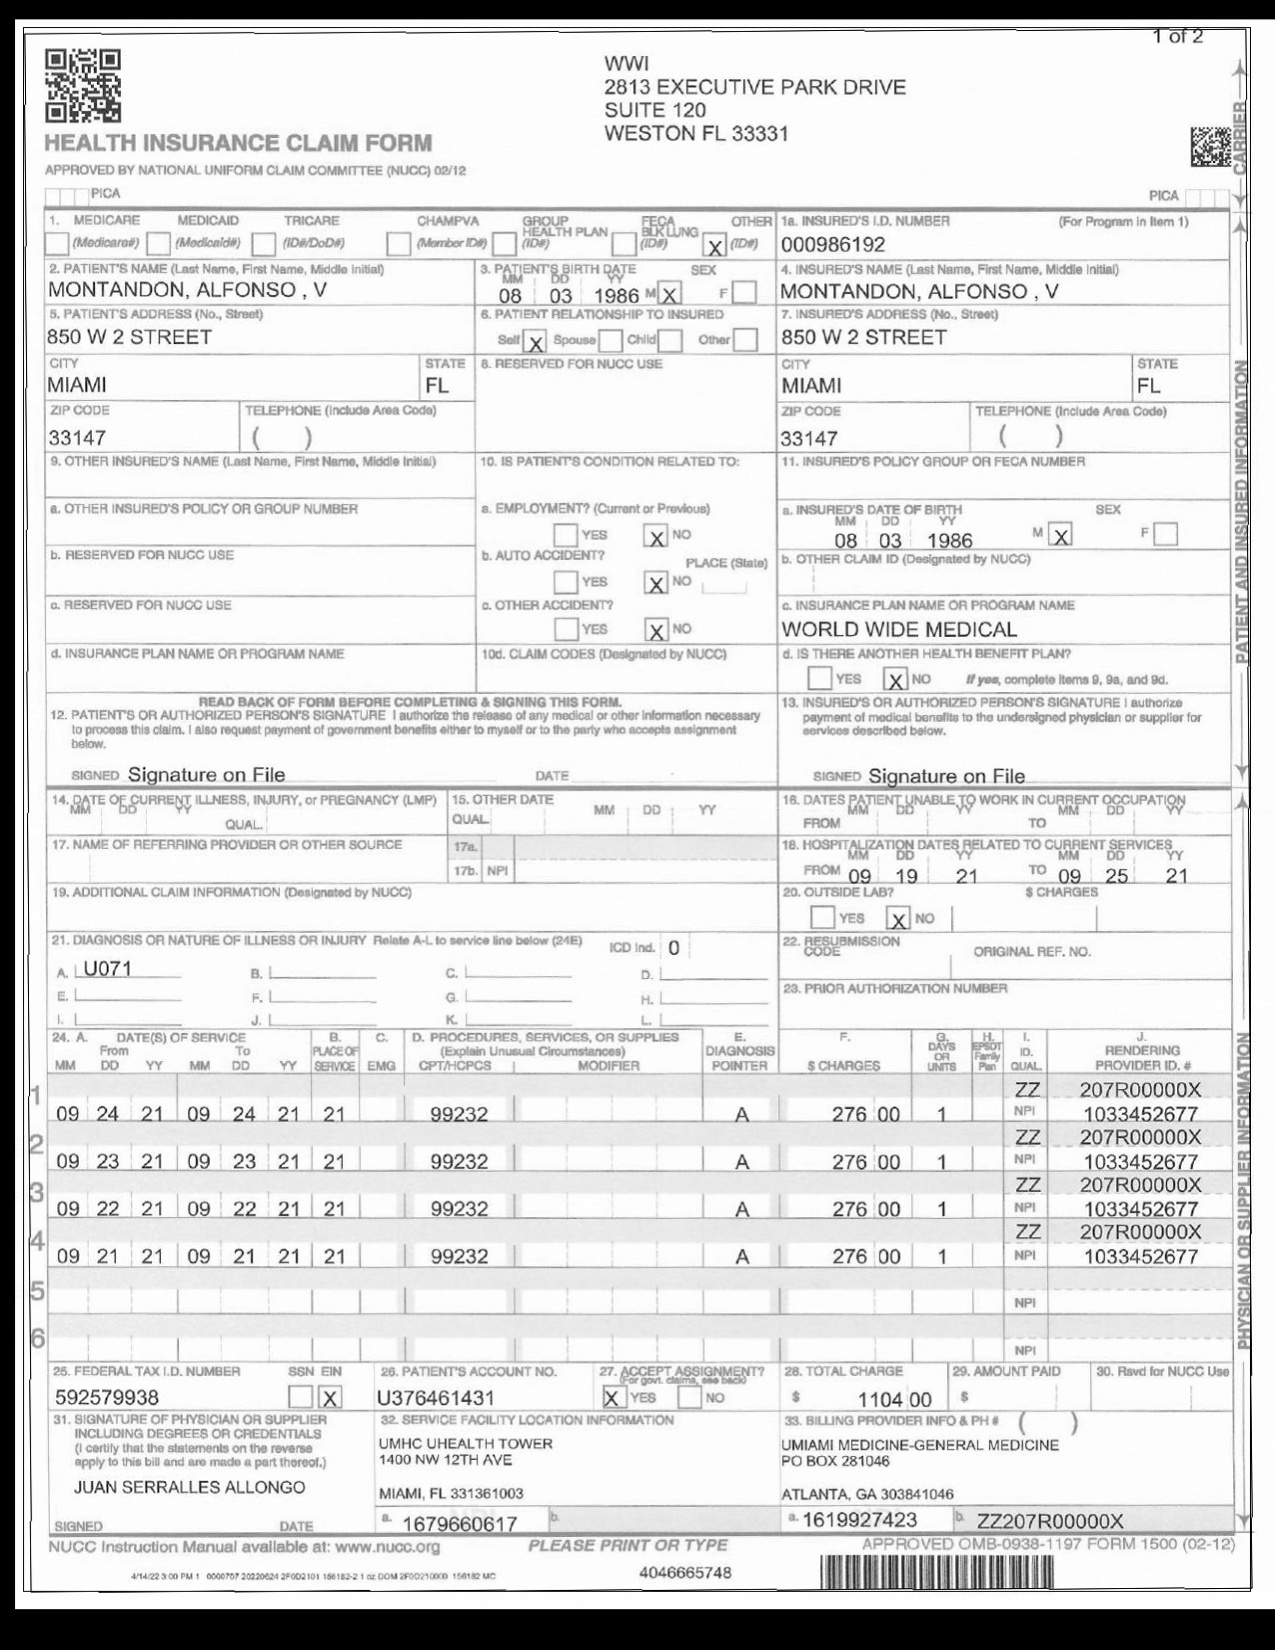 1 of 2
WWI
2813 EXECUTIVE PARK DRIVE
SUITE 120
WESTON FL 33331
HEALTH INSURANCE CLAIM FORM
APPROVED BY NATIONAL UNIFORM CLAIM COMMITTEE (NUCC) 02/12
PICA
PICA
CARRIER
1. MEDICARE MEDICAID TRICARE CHAMPVA GROUP HEALTH PLAN FECA BLK LUNG OTHER
(Medicare#) (Medicaid#) (ID#/DoD#) (Member ID#) (ID#) (ID#) X (ID#)
1a. INSURED'S I.D. NUMBER (For Program in Item 1)
000986192
2. PATIENT'S NAME (Last Name, First Name, Middle Initial)
MONTANDON, ALFONSO , V
3. PATIENT'S BIRTH DATE SEX
MM DD YY
08 03 1986 M X F
4. INSURED'S NAME (Last Name, First Name, Middle Initial)
MONTANDON, ALFONSO , V
5. PATIENT'S ADDRESS (No., Street)
850 W 2 STREET
6. PATIENT RELATIONSHIP TO INSURED
Self X Spouse Child Other
7. INSURED'S ADDRESS (No., Street)
850 W 2 STREET
CITY STATE
MIAMI FL
8. RESERVED FOR NUCC USE
CITY STATE
MIAMI FL
ZIP CODE TELEPHONE (Include Area Code)
33147 ( )
ZIP CODE TELEPHONE (Include Area Code)
33147 ( )
9. OTHER INSURED'S NAME (Last Name, First Name, Middle Initial)
10. IS PATIENT'S CONDITION RELATED TO:
11. INSURED'S POLICY GROUP OR FECA NUMBER
a. OTHER INSURED'S POLICY OR GROUP NUMBER
a. EMPLOYMENT? (Current or Previous)
YES X NO
a. INSURED'S DATE OF BIRTH SEX
MM DD YY
08 03 1986 M X F
b. RESERVED FOR NUCC USE
b. AUTO ACCIDENT? PLACE (State)
YES X NO
b. OTHER CLAIM ID (Designated by NUCC)
c. RESERVED FOR NUCC USE
c. OTHER ACCIDENT?
YES X NO
c. INSURANCE PLAN NAME OR PROGRAM NAME
WORLD WIDE MEDICAL
d. INSURANCE PLAN NAME OR PROGRAM NAME
10d. CLAIM CODES (Designated by NUCC)
d. IS THERE ANOTHER HEALTH BENEFIT PLAN?
YES X NO If yes, complete items 9, 9a, and 9d.
READ BACK OF FORM BEFORE COMPLETING & SIGNING THIS FORM.
12. PATIENT'S OR AUTHORIZED PERSON'S SIGNATURE I authorize the release of any medical or other information necessary
to process this claim. I also request payment of government benefits either to myself or to the party who accepts assignment
below.
SIGNED Signature on File DATE
13. INSURED'S OR AUTHORIZED PERSON'S SIGNATURE I authorize
payment of medical benefits to the undersigned physician or supplier for
services described below.
SIGNED Signature on File
PATIENT AND INSURED INFORMATION
14. DATE OF CURRENT ILLNESS, INJURY, or PREGNANCY (LMP)
MM DD YY
QUAL.
15. OTHER DATE
QUAL. MM DD YY
16. DATES PATIENT UNABLE TO WORK IN CURRENT OCCUPATION
MM DD YY MM DD YY
FROM TO
17. NAME OF REFERRING PROVIDER OR OTHER SOURCE
17a.
17b. NPI
18. HOSPITALIZATION DATES RELATED TO CURRENT SERVICES
MM DD YY MM DD YY
FROM 09 19 21 TO 09 25 21
19. ADDITIONAL CLAIM INFORMATION (Designated by NUCC)
20. OUTSIDE LAB? $ CHARGES
YES X NO
21. DIAGNOSIS OR NATURE OF ILLNESS OR INJURY Relate A-L to service line below (24E) ICD Ind. 0
A. U071 B. C. D.
E. F. G. H.
I. J. K. L.
22. RESUBMISSION CODE ORIGINAL REF. NO.
23. PRIOR AUTHORIZATION NUMBER
24. A. DATE(S) OF SERVICE B. C. D. PROCEDURES, SERVICES, OR SUPPLIES E. F. G. H. I. J.
From To PLACE OF (Explain Unusual Circumstances) DIAGNOSIS DAYS OR EPSDT Family ID. RENDERING
MM DD YY MM DD YY SERVICE EMG CPT/HCPCS MODIFIER POINTER $ CHARGES UNITS Plan QUAL. PROVIDER ID. #
ZZ 207R00000X
1 09 24 21 09 24 21 21 99232 A 276 00 1 NPI 1033452677
ZZ 207R00000X
2 09 23 21 09 23 21 21 99232 A 276 00 1 NPI 1033452677
ZZ 207R00000X
3 09 22 21 09 22 21 21 99232 A 276 00 1 NPI 1033452677
ZZ 207R00000X
4 09 21 21 09 21 21 21 99232 A 276 00 1 NPI 1033452677
5 NPI
6 NPI
PHYSICIAN OR SUPPLIER INFORMATION
25. FEDERAL TAX I.D. NUMBER SSN EIN
592579938 X
26. PATIENT'S ACCOUNT NO.
U376461431
27. ACCEPT ASSIGNMENT?
(For govt. claims, see back)
X YES NO
28. TOTAL CHARGE
$ 1104 00
29. AMOUNT PAID
$
30. Rsvd for NUCC Use
31. SIGNATURE OF PHYSICIAN OR SUPPLIER
INCLUDING DEGREES OR CREDENTIALS
(I certify that the statements on the reverse
apply to this bill and are made a part thereof.)
JUAN SERRALLES ALLONGO
SIGNED DATE
32. SERVICE FACILITY LOCATION INFORMATION
UMHC UHEALTH TOWER
1400 NW 12TH AVE
MIAMI, FL 331361003
a. 1679660617 b.
33. BILLING PROVIDER INFO & PH # ( )
UMIAMI MEDICINE-GENERAL MEDICINE
PO BOX 281046
ATLANTA, GA 303841046
a. 1619927423 b. ZZ207R00000X
NUCC Instruction Manual available at: www.nucc.org
PLEASE PRINT OR TYPE
APPROVED OMB-0938-1197 FORM 1500 (02-12)
4/14/22 3:00 PM 1 0000707 20220624 2F0D2101 156182-2 1 oz DOM 2F00210000 156182 MC
4046665748